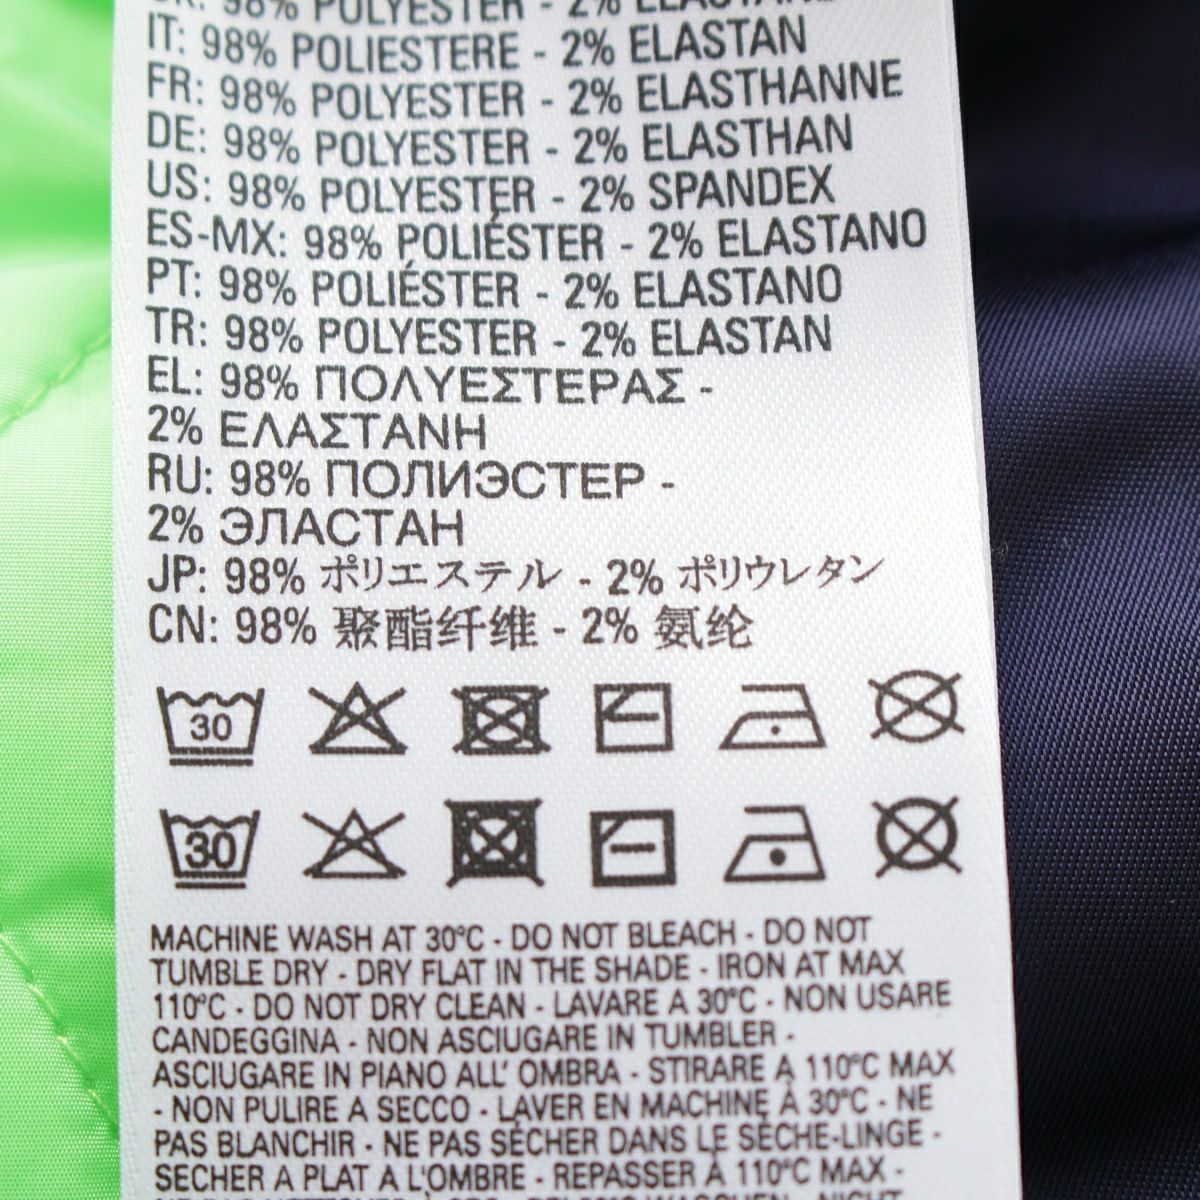 UK: 98% POLYESTER - 2% ELASTANE
IT: 98% POLIESTERE - 2% ELASTAN
FR: 98% POLYESTER - 2% ELASTHANNE
DE: 98% POLYESTER - 2% ELASTHAN
US: 98% POLYESTER - 2% SPANDEX
ES-MX: 98% POLIÉSTER - 2% ELASTANO
PT: 98% POLIÉSTER - 2% ELASTANO
TR: 98% POLYESTER - 2% ELASTAN
EL: 98% ΠΟΛΥΕΣΤΕΡΑΣ -
2% ΕΛΑΣΤΑΝΗ
RU: 98% ПОЛИЭСТЕР -
2% ЭЛАСТАН
JP: 98% ポリエステル - 2% ポリウレタン
CN: 98% 聚酯纤维 - 2% 氨纶
30
30
MACHINE WASH AT 30°C - DO NOT BLEACH - DO NOT
TUMBLE DRY - DRY FLAT IN THE SHADE - IRON AT MAX
110°C - DO NOT DRY CLEAN - LAVARE A 30°C - NON USARE
CANDEGGINA - NON ASCIUGARE IN TUMBLER -
ASCIUGARE IN PIANO ALL' OMBRA - STIRARE A 110°C MAX
- NON PULIRE A SECCO - LAVER EN MACHINE À 30°C - NE
PAS BLANCHIR - NE PAS SÉCHER DANS LE SÈCHE-LINGE -
SECHER A PLAT A L'OMBRE - REPASSER À 110°C MAX -